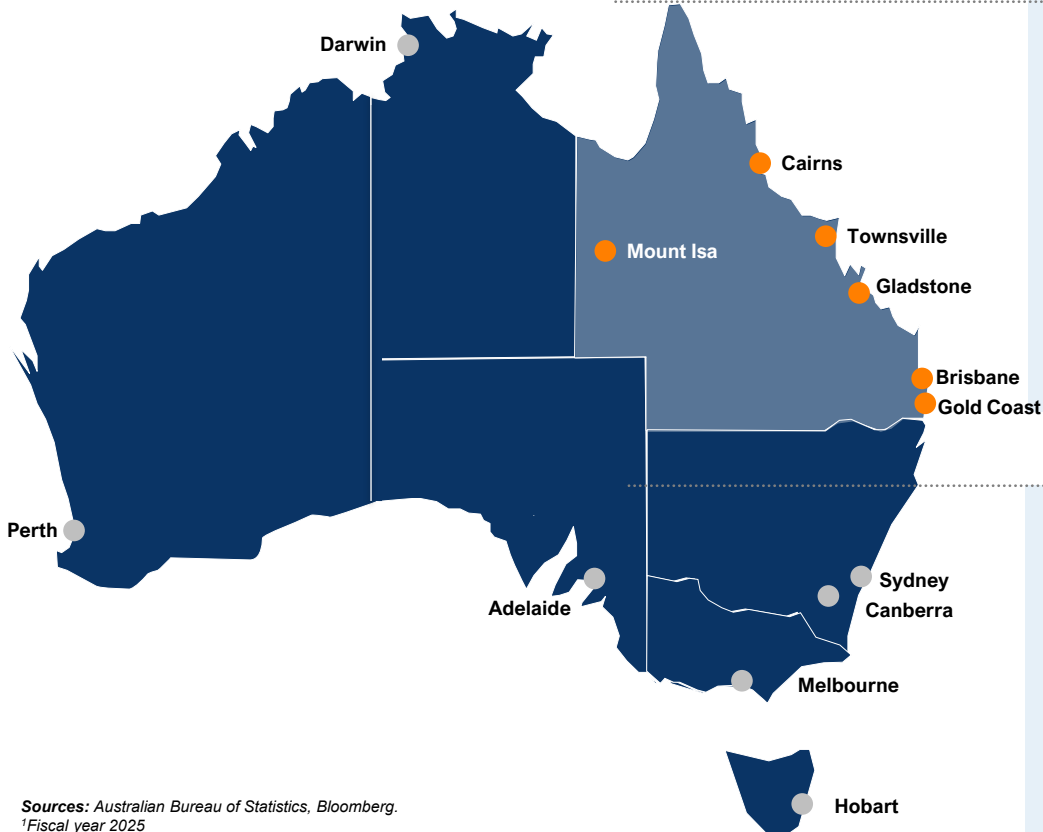 Darwin
Cairns
Townsville
Mount Isa
Gladstone
Brisbane
Gold Coast
Perth
Sydney
Adelaide
Canberra
Melbourne
Hobart
Sources: Australian Bureau of Statistics, Bloomberg.
¹Fiscal year 2025